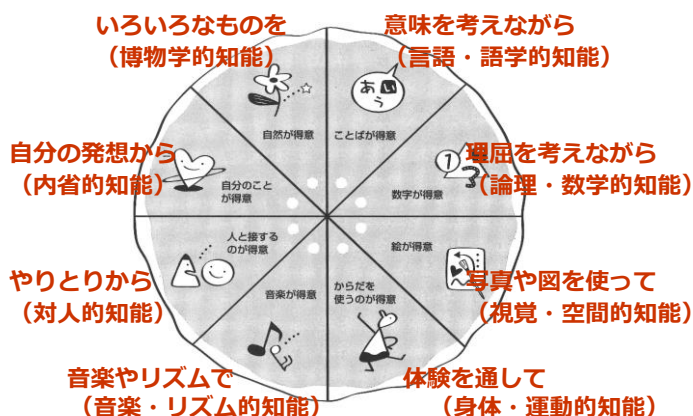 いろいろなものを
（博物学的知能）
意味を考えながら
（言語・語学的知能）
あい
う
自然が得意
ことばが得意
自分の発想から
（内省的知能）
自分のこと
が得意
1
2
3
数字が得意
理屈を考えながら
（論理・数学的知能）
人と接する
のが得意
絵が得意
やりとりから
（対人的知能）
音楽が得意
からだを
使うのが得意
写真や図を使って
（視覚・空間的知能）
音楽やリズムで
（音楽・リズム的知能）
体験を通して
（身体・運動的知能）